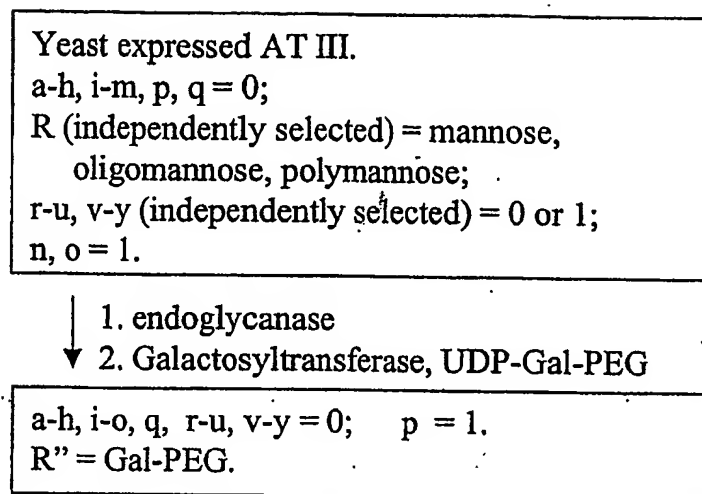 Yeast expressed AT III.
a-h, i-m, p, q = 0;
R (independently selected) = mannose,
oligomannose, polymannose;
r-u, v-y (independently selected) = 0 or 1;
n, o = 1.
1. endoglycanase
2. Galactosyltransferase, UDP-Gal-PEG
a-h, i-o, q, r-u, v-y = 0; p = 1.
R” = Gal-PEG.